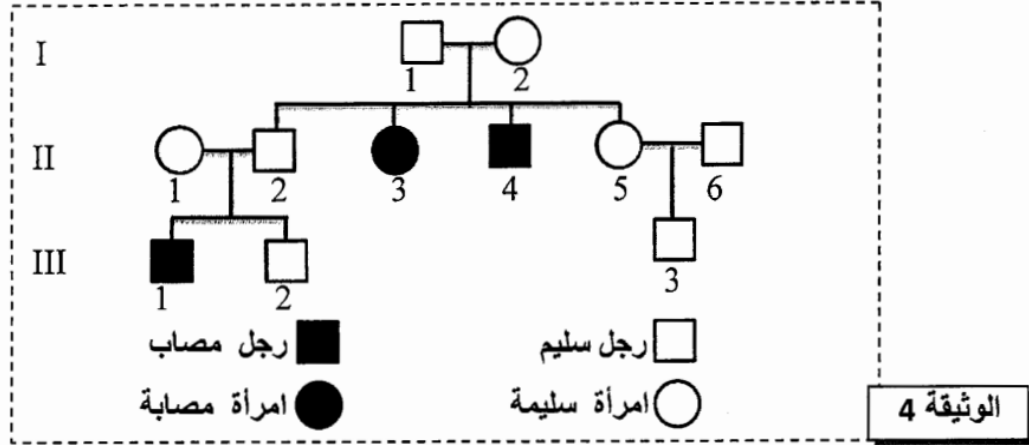 I
1 2
II
1 2 3 4 5 6
III
1 2 3
رجل سليم
رجل مصاب
امرأة سليمة
امرأة مصابة
الوثيقة 4